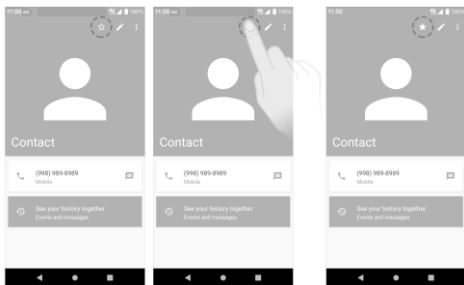 11:00
100%
Contact
(998) 989-8989
Mobile
See your history together
Events and messages
11:00
100%
Contact
(998) 989-8989
Mobile
See your history together
Events and messages
11:00
100%
Contact
(998) 989-8989
Mobile
See your history together
Events and messages